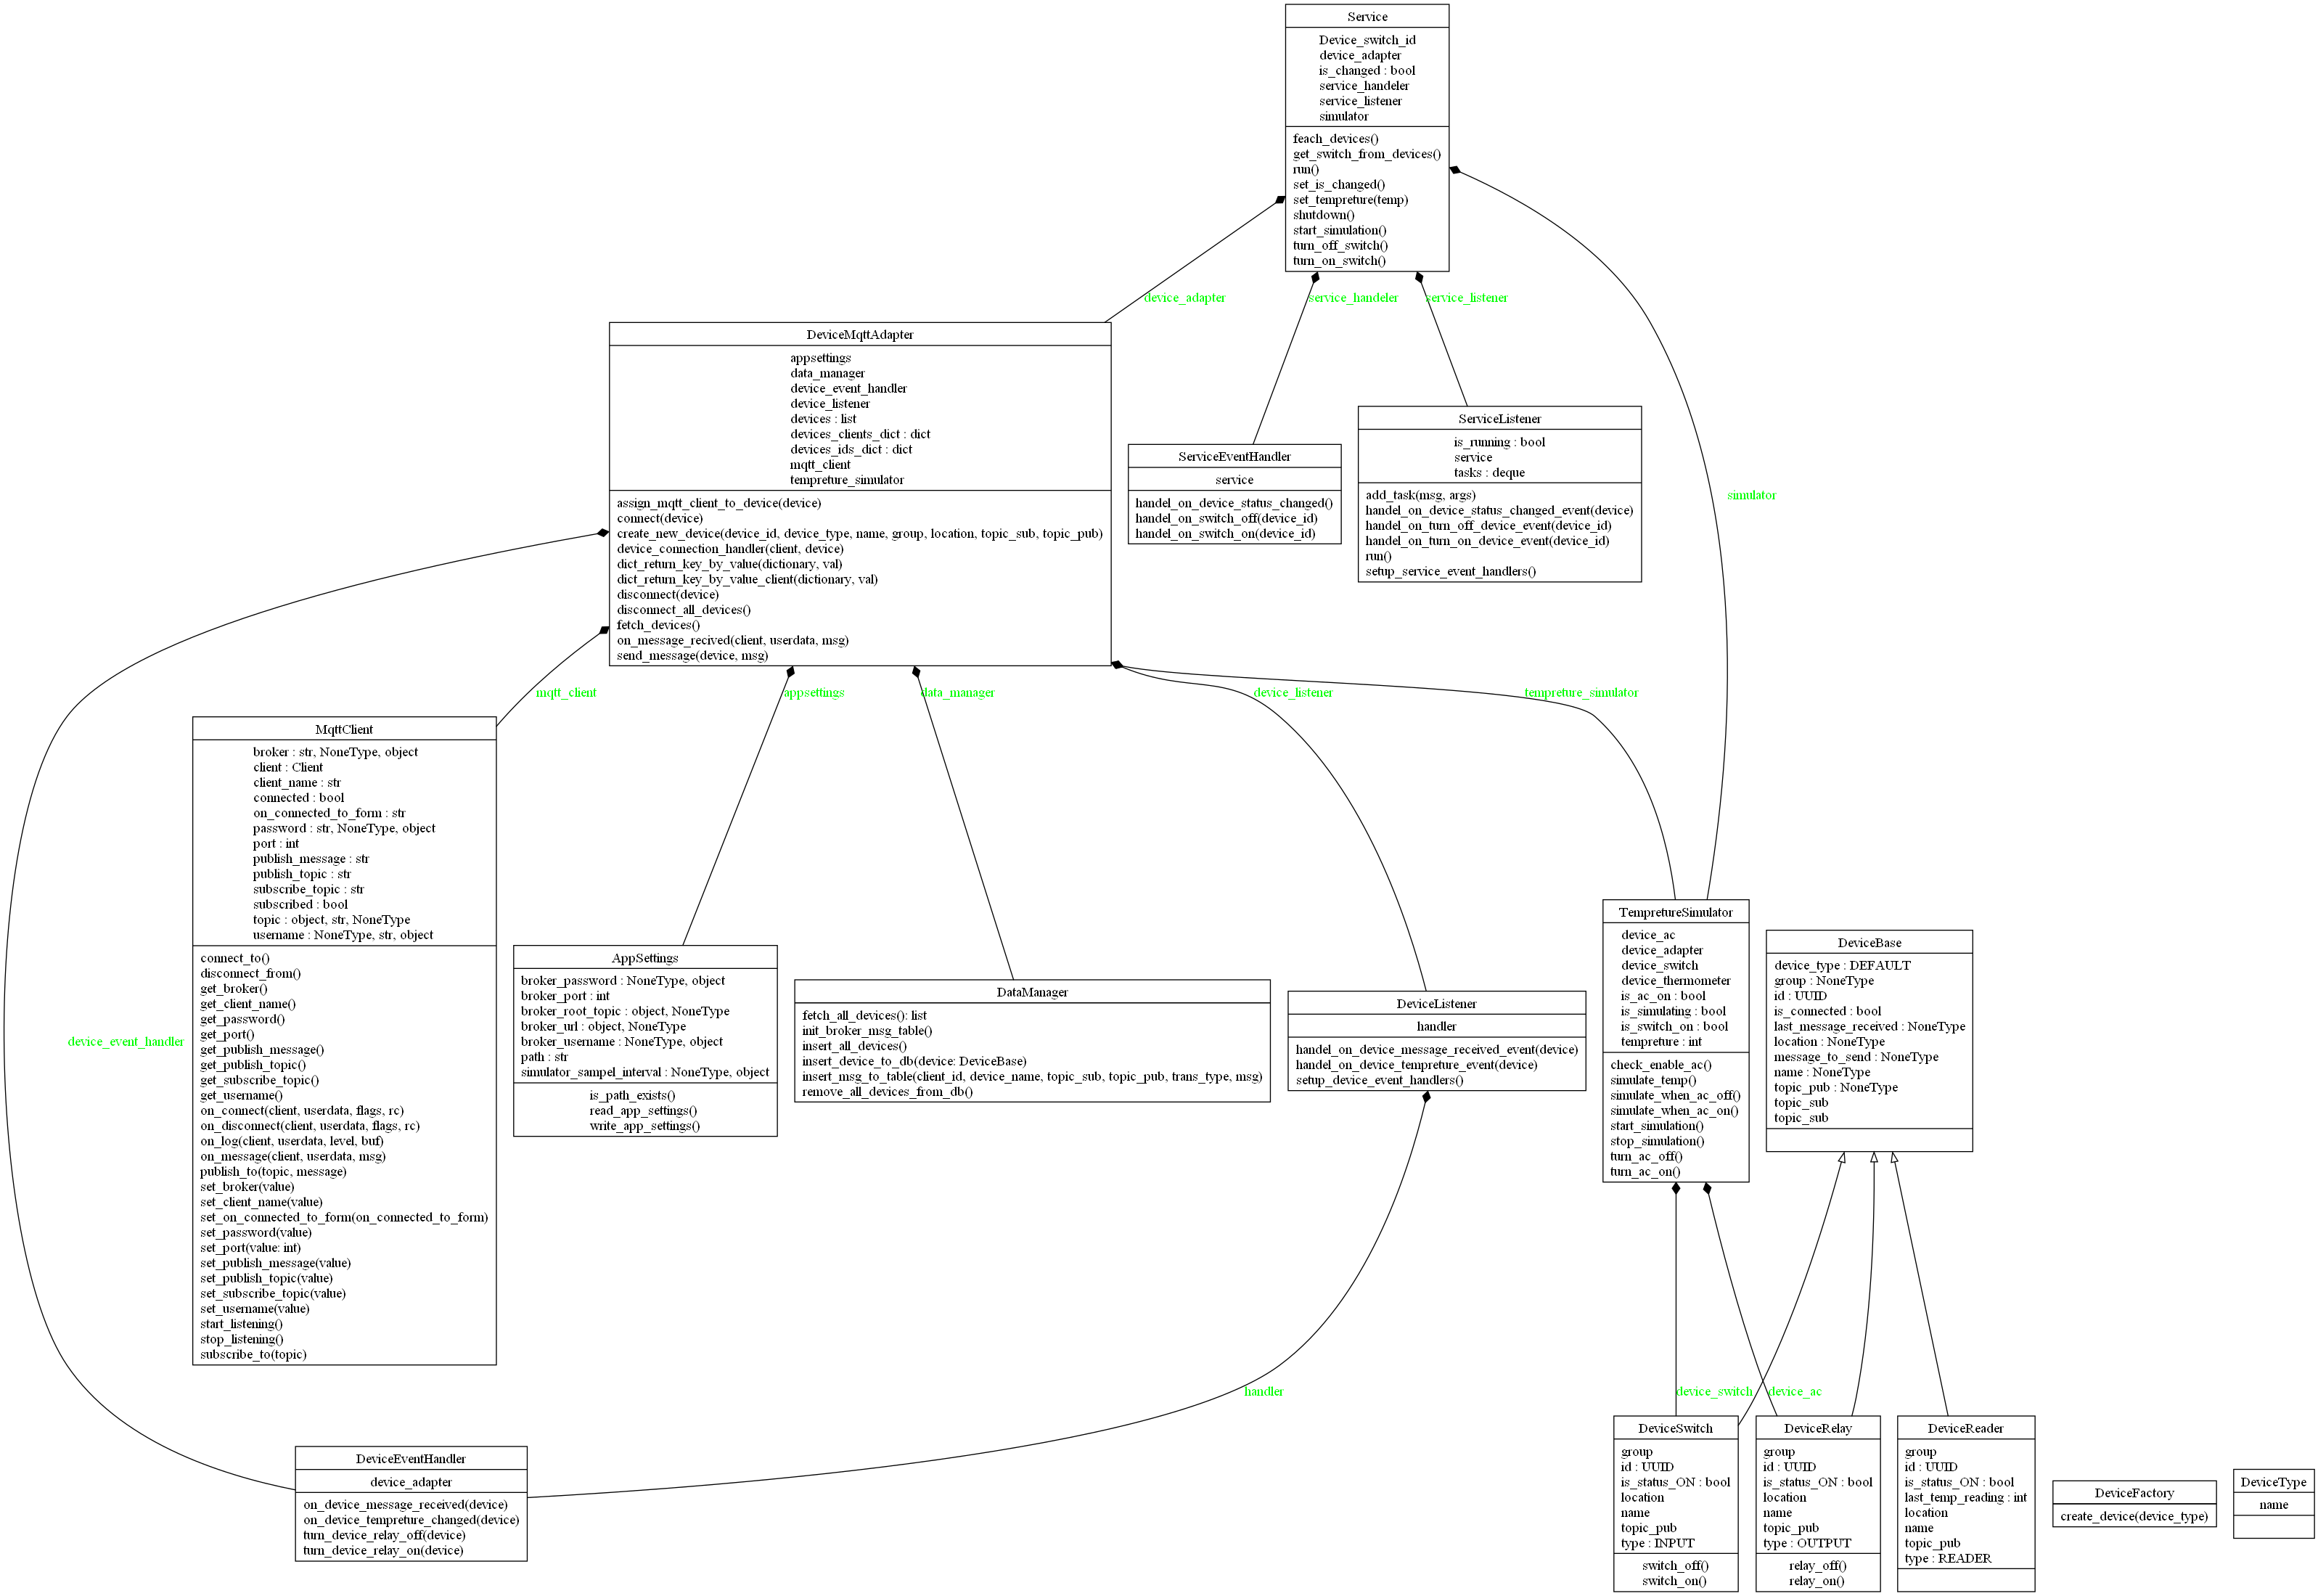 Service
Device_switch_id
device_adapter
is_changed : bool
service_handeler
service_listener
simulator
feach_devices()
get_switch_from_devices()
run()
set_is_changed()
set_tempreture(temp)
shutdown()
start_simulation()
turn_off_switch()
turn_on_switch()
device_adapter
service_handeler
service_listener
simulator
DeviceMqttAdapter
appsettings
data_manager
device_event_handler
device_listener
devices : list
devices_clients_dict : dict
devices_ids_dict : dict
mqtt_client
tempreture_simulator
assign_mqtt_client_to_device(device)
connect(device)
create_new_device(device_id, device_type, name, group, location, topic_sub, topic_pub)
device_connection_handler(client, device)
dict_return_key_by_value(dictionary, val)
dict_return_key_by_value_client(dictionary, val)
disconnect(device)
disconnect_all_devices()
fetch_devices()
on_message_recived(client, userdata, msg)
send_message(device, msg)
ServiceEventHandler
service
handel_on_device_status_changed()
handel_on_switch_off(device_id)
handel_on_switch_on(device_id)
ServiceListener
is_running : bool
service
tasks : deque
add_task(msg, args)
handel_on_device_status_changed_event(device)
handel_on_turn_off_device_event(device_id)
handel_on_turn_on_device_event(device_id)
run()
setup_service_event_handlers()
mqtt_client
appsettings
data_manager
device_listener
tempreture_simulator
device_event_handler
MqttClient
broker : str, NoneType, object
client : Client
client_name : str
connected : bool
on_connected_to_form : str
password : str, NoneType, object
port : int
publish_message : str
publish_topic : str
subscribe_topic : str
subscribed : bool
topic : object, str, NoneType
username : NoneType, str, object
connect_to()
disconnect_from()
get_broker()
get_client_name()
get_password()
get_port()
get_publish_message()
get_publish_topic()
get_subscribe_topic()
get_username()
on_connect(client, userdata, flags, rc)
on_disconnect(client, userdata, flags, rc)
on_log(client, userdata, level, buf)
on_message(client, userdata, msg)
publish_to(topic, message)
set_broker(value)
set_client_name(value)
set_on_connected_to_form(on_connected_to_form)
set_password(value)
set_port(value: int)
set_publish_message(value)
set_publish_topic(value)
set_subscribe_topic(value)
set_username(value)
start_listening()
stop_listening()
subscribe_to(topic)
AppSettings
broker_password : NoneType, object
broker_port : int
broker_root_topic : object, NoneType
broker_url : object, NoneType
broker_username : NoneType, object
path : str
simulator_sampel_interval : NoneType, object
is_path_exists()
read_app_settings()
write_app_settings()
DataManager
fetch_all_devices(): list
init_broker_msg_table()
insert_all_devices()
insert_device_to_db(device: DeviceBase)
insert_msg_to_table(client_id, device_name, topic_sub, topic_pub, trans_type, msg)
remove_all_devices_from_db()
DeviceListener
handler
handel_on_device_message_received_event(device)
handel_on_device_tempreture_event(device)
setup_device_event_handlers()
TempretureSimulator
device_ac
device_adapter
device_switch
device_thermometer
is_ac_on : bool
is_simulating : bool
is_switch_on : bool
tempreture : int
check_enable_ac()
simulate_temp()
simulate_when_ac_off()
simulate_when_ac_on()
start_simulation()
stop_simulation()
turn_ac_off()
turn_ac_on()
DeviceBase
device_type : DEFAULT
group : NoneType
id : UUID
is_connected : bool
last_message_received : NoneType
location : NoneType
message_to_send : NoneType
name : NoneType
topic_pub : NoneType
topic_sub
topic_sub
handler
device_switch
device_ac
DeviceEventHandler
device_adapter
on_device_message_received(device)
on_device_tempreture_changed(device)
turn_device_relay_off(device)
turn_device_relay_on(device)
DeviceSwitch
group
id : UUID
is_status_ON : bool
location
name
topic_pub
type : INPUT
switch_off()
switch_on()
DeviceRelay
group
id : UUID
is_status_ON : bool
location
name
topic_pub
type : OUTPUT
relay_off()
relay_on()
DeviceReader
group
id : UUID
is_status_ON : bool
last_temp_reading : int
location
name
topic_pub
type : READER
DeviceFactory
create_device(device_type)
DeviceType
name